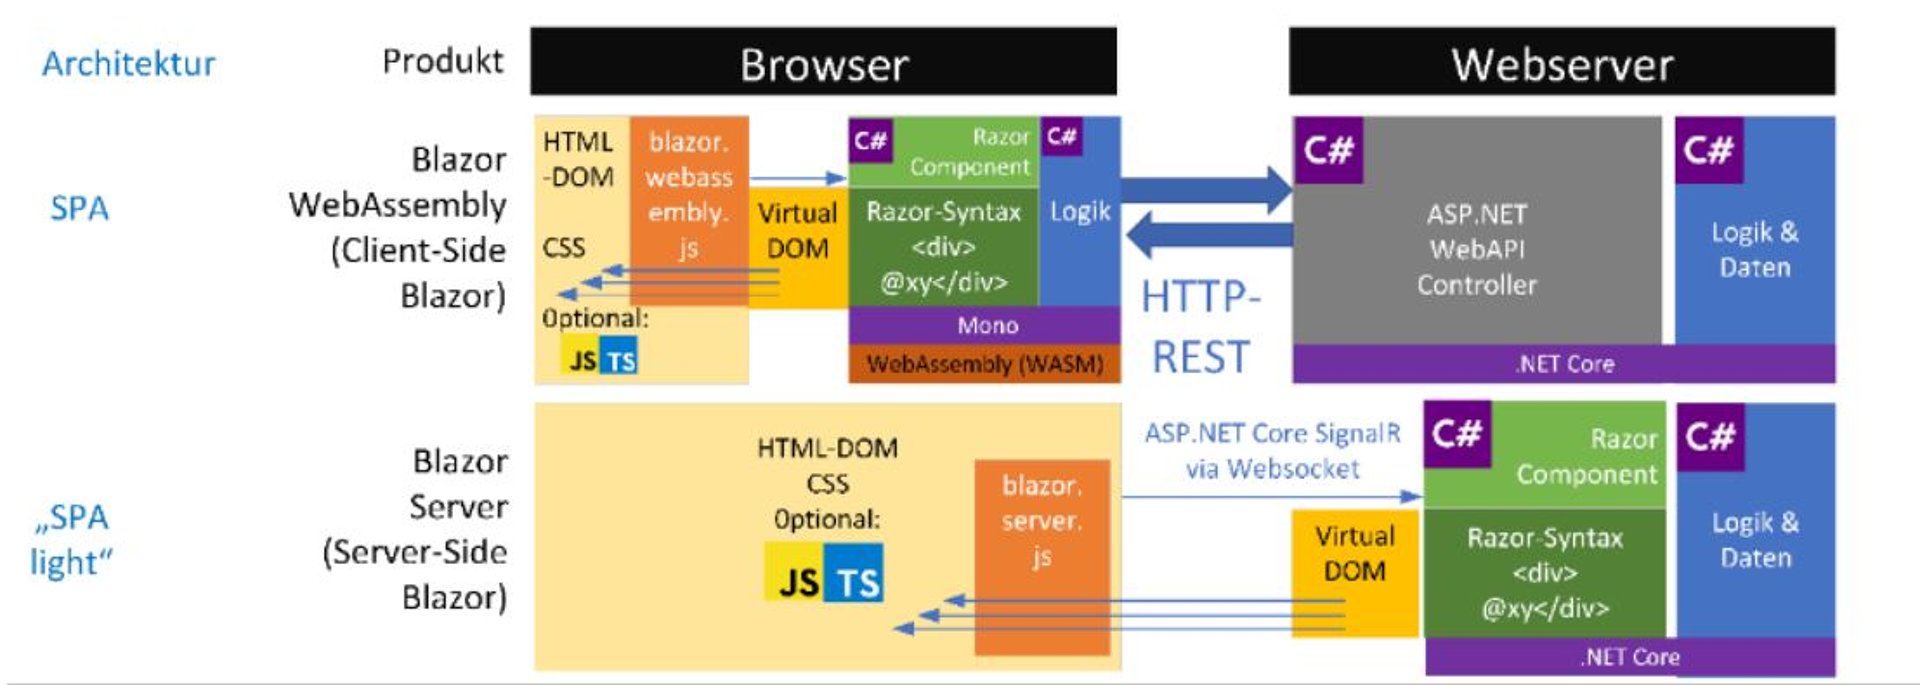 Architektur
Produkt
Browser
Webserver
SPA
Blazor
WebAssembly
(Client-Side
Blazor)
HTML
-DOM
CSS
Optional:
JS TS
blazor.
webass
embly.
js
Virtual
DOM
C#
Razor
Component
Razor-Syntax
<div>
@xy</div>
C#
Logik
Mono
WebAssembly (WASM)
HTTP-
REST
C#
ASP.NET
WebAPI
Controller
C#
Logik &
Daten
.NET Core
„SPA
light“
Blazor
Server
(Server-Side
Blazor)
HTML-DOM
CSS
Optional:
JS TS
blazor.
server.
js
ASP.NET Core SignalR
via Websocket
Virtual
DOM
C#
Razor
Component
Razor-Syntax
<div>
@xy</div>
C#
Logik &
Daten
.NET Core